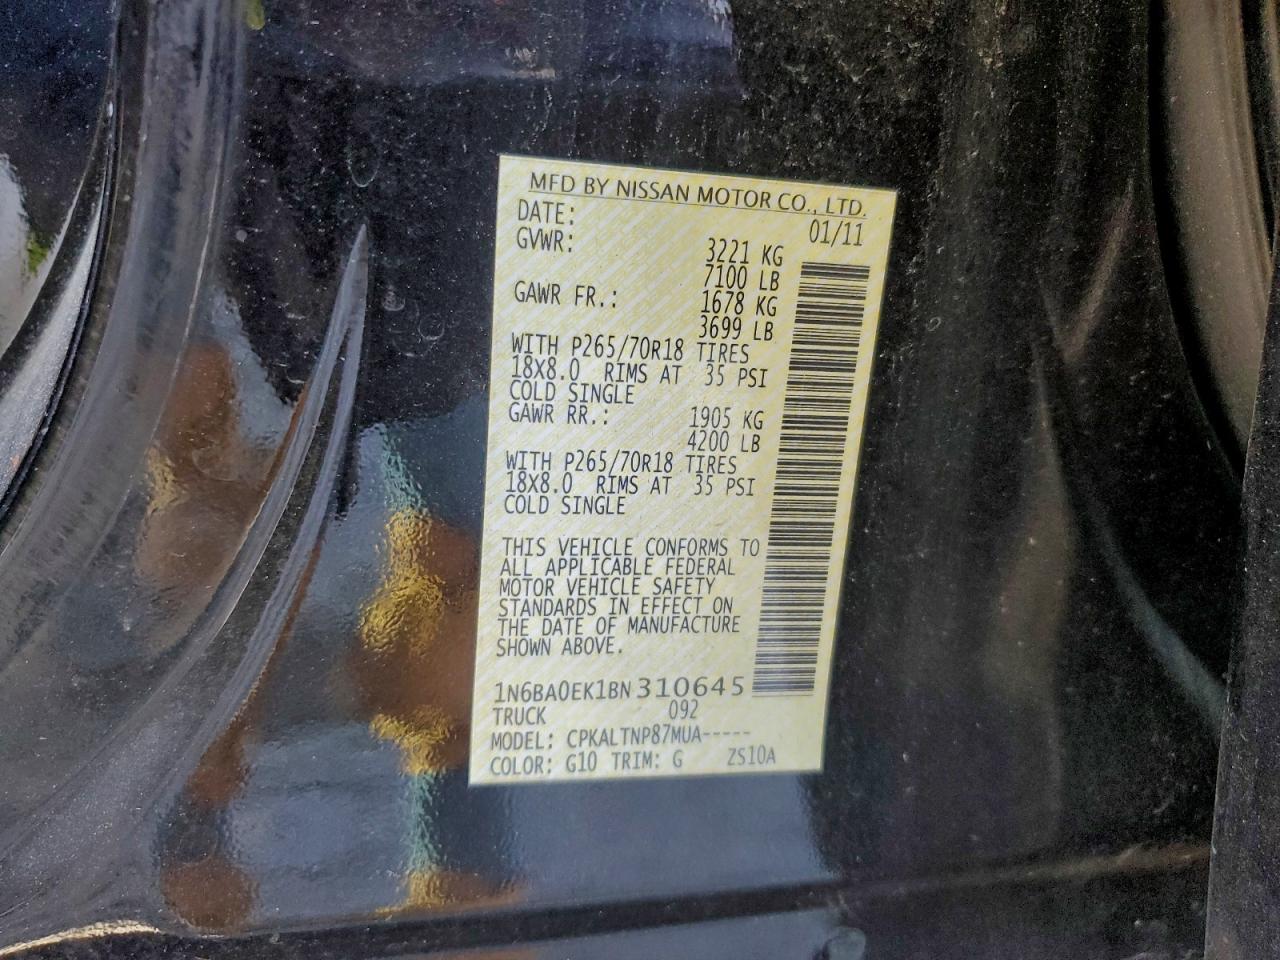 MFD BY NISSAN MOTOR CO., LTD.
DATE: 01/11
GVWR: 3221 KG
7100 LB
GAWR FR.: 1678 KG
3699 LB
WITH P265/70R18 TIRES
18X8.0 RIMS AT 35 PSI
COLD SINGLE
GAWR RR.: 1905 KG
4200 LB
WITH P265/70R18 TIRES
18X8.0 RIMS AT 35 PSI
COLD SINGLE
THIS VEHICLE CONFORMS TO
ALL APPLICABLE FEDERAL
MOTOR VEHICLE SAFETY
STANDARDS IN EFFECT ON
THE DATE OF MANUFACTURE
SHOWN ABOVE.
1N6BA0EK1BN310645
TRUCK 092
MODEL: CPKALTNP87MUA-----
COLOR: G10 TRIM: G ZS10A